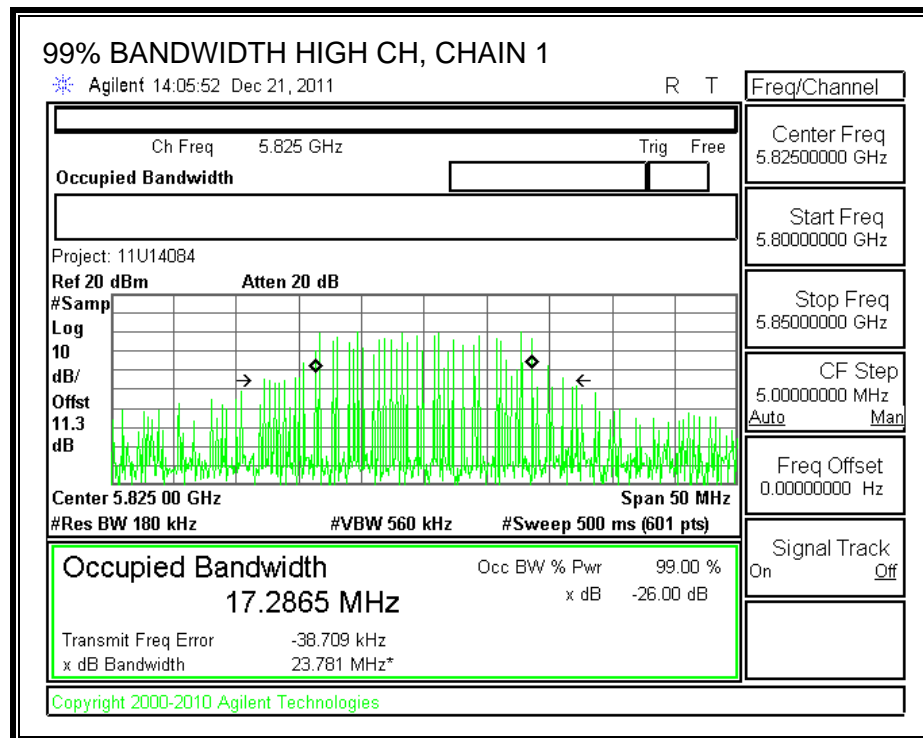 99% BANDWIDTH HIGH CH, CHAIN 1
Agilent 14:05:52 Dec 21, 2011 R T
Freq/Channel
Ch Freq 5.825 GHz Trig Free
Occupied Bandwidth
Center Freq
5.82500000 GHz
Start Freq
5.80000000 GHz
Stop Freq
5.85000000 GHz
CF Step
5.00000000 MHz
Auto Man
Freq Offset
0.00000000 Hz
Signal Track
On Off
Project: 11U14084
Ref 20 dBm Atten 20 dB
#Samp
Log
10
dB/
Offst
11.3
dB
Center 5.825 00 GHz Span 50 MHz
#Res BW 180 kHz #VBW 560 kHz #Sweep 500 ms (601 pts)
Occupied Bandwidth
17.2865 MHz
Occ BW % Pwr 99.00 %
x dB -26.00 dB
Transmit Freq Error -38.709 kHz
x dB Bandwidth 23.781 MHz*
Copyright 2000-2010 Agilent Technologies